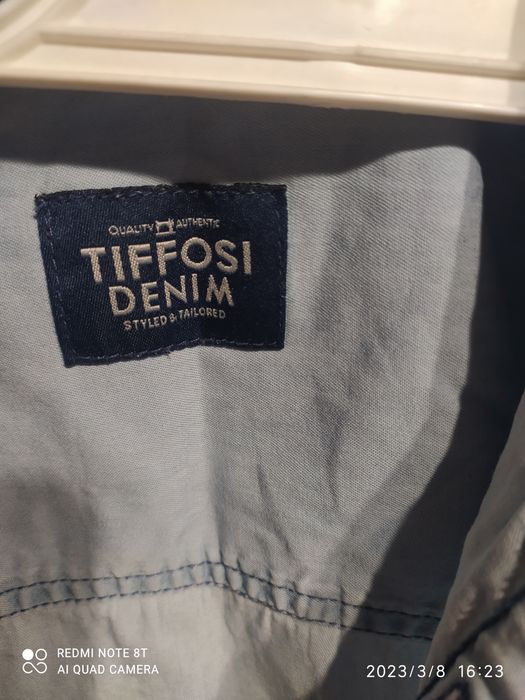 QUALITY AUTHENTIC
TIFFOSI
DENIM
STYLED & TAILORED
REDMI NOTE 8T
AI QUAD CAMERA
2023/3/8 16:23